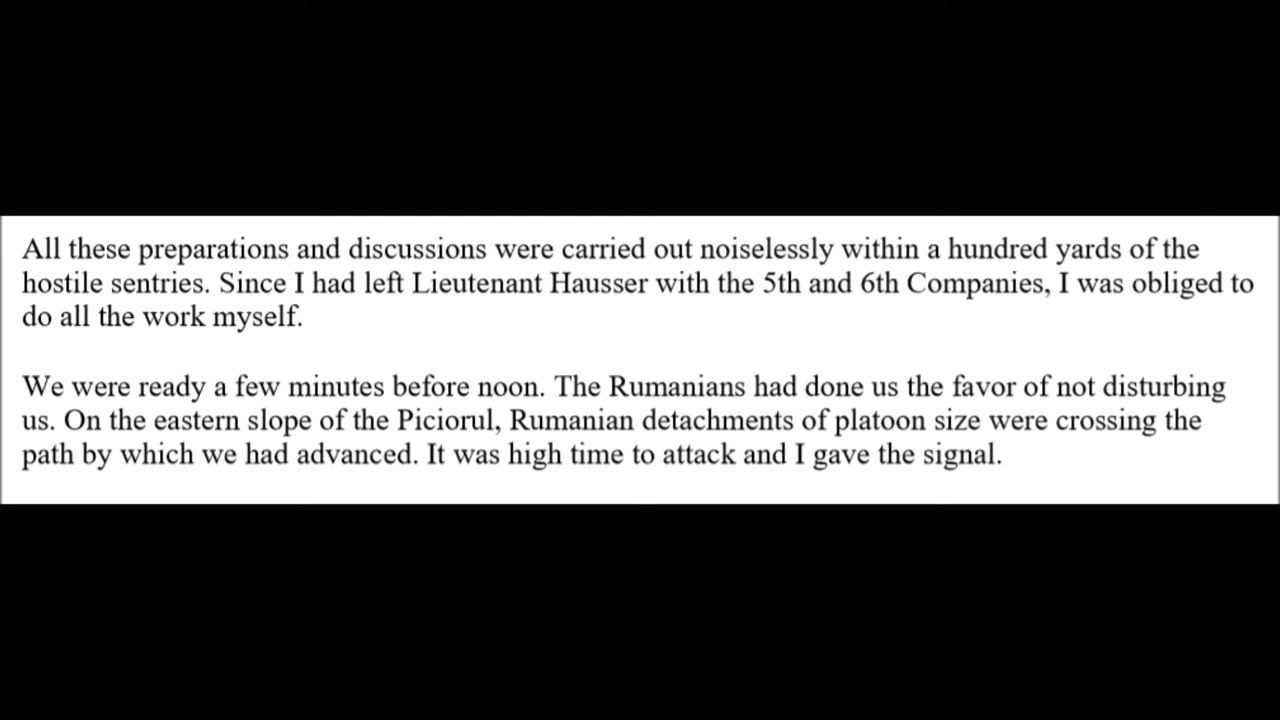 All these preparations and discussions were carried out noiselessly within a hundred yards of the
hostile sentries. Since I had left Lieutenant Hausser with the 5th and 6th Companies, I was obliged to
do all the work myself.
We were ready a few minutes before noon. The Rumanians had done us the favor of not disturbing
us. On the eastern slope of the Piciorul, Rumanian detachments of platoon size were crossing the
path by which we had advanced. It was high time to attack and I gave the signal.